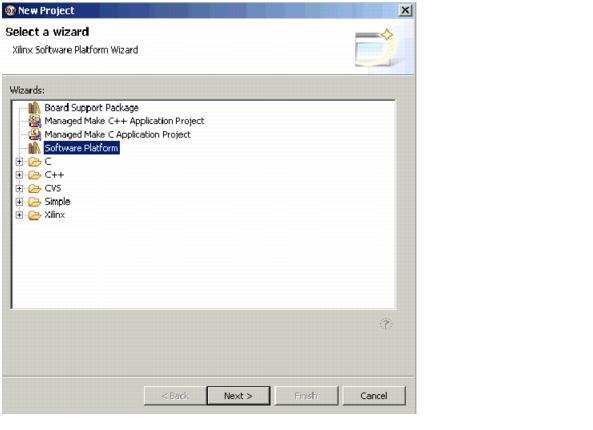 New Project
Select a wizard
Xilinx Software Platform Wizard
Wizards:
Board Support Package
Managed Make C++ Application Project
Managed Make C Application Project
Software Platform
C
C++
CVS
Simple
Xilinx
< Back Next > Finish Cancel